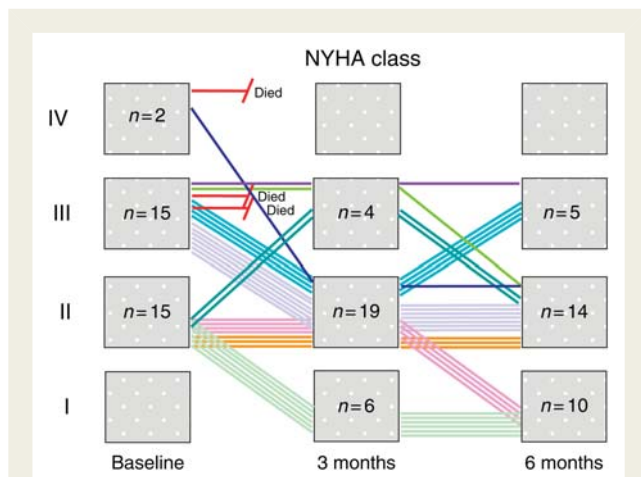 NYHA class
IV
n=2
Died
III
n=15
Died
Died
n=4
n=5
II
n=15
n=19
n=14
I
n=6
n=10
Baseline
3 months
6 months